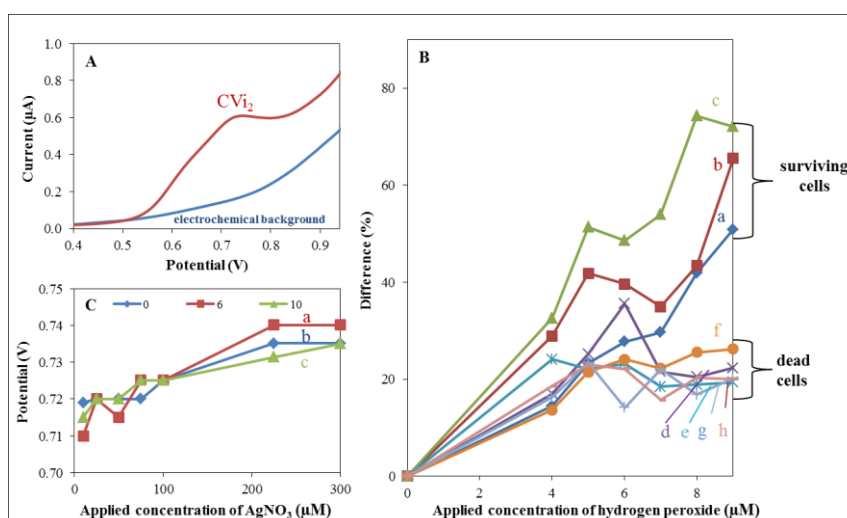 A
1.0
0.8
0.6
0.4
0.2
0.0
Current (µA)
CVi₂
electrochemical background
0.4 0.5 0.6 0.7 0.8 0.9
Potential (V)
C
0 6 10
0.75
0.74
0.73
0.72
0.71
0.70
Potential (V)
a
b
c
0 100 200 300
Applied concentration of AgNO₃ (µM)
B
80
60
40
20
0
Difference (%)
c
b
a
surviving
cells
f
dead
cells
d e g h
0 2 4 6 8
Applied concentration of hydrogen peroxide (µM)